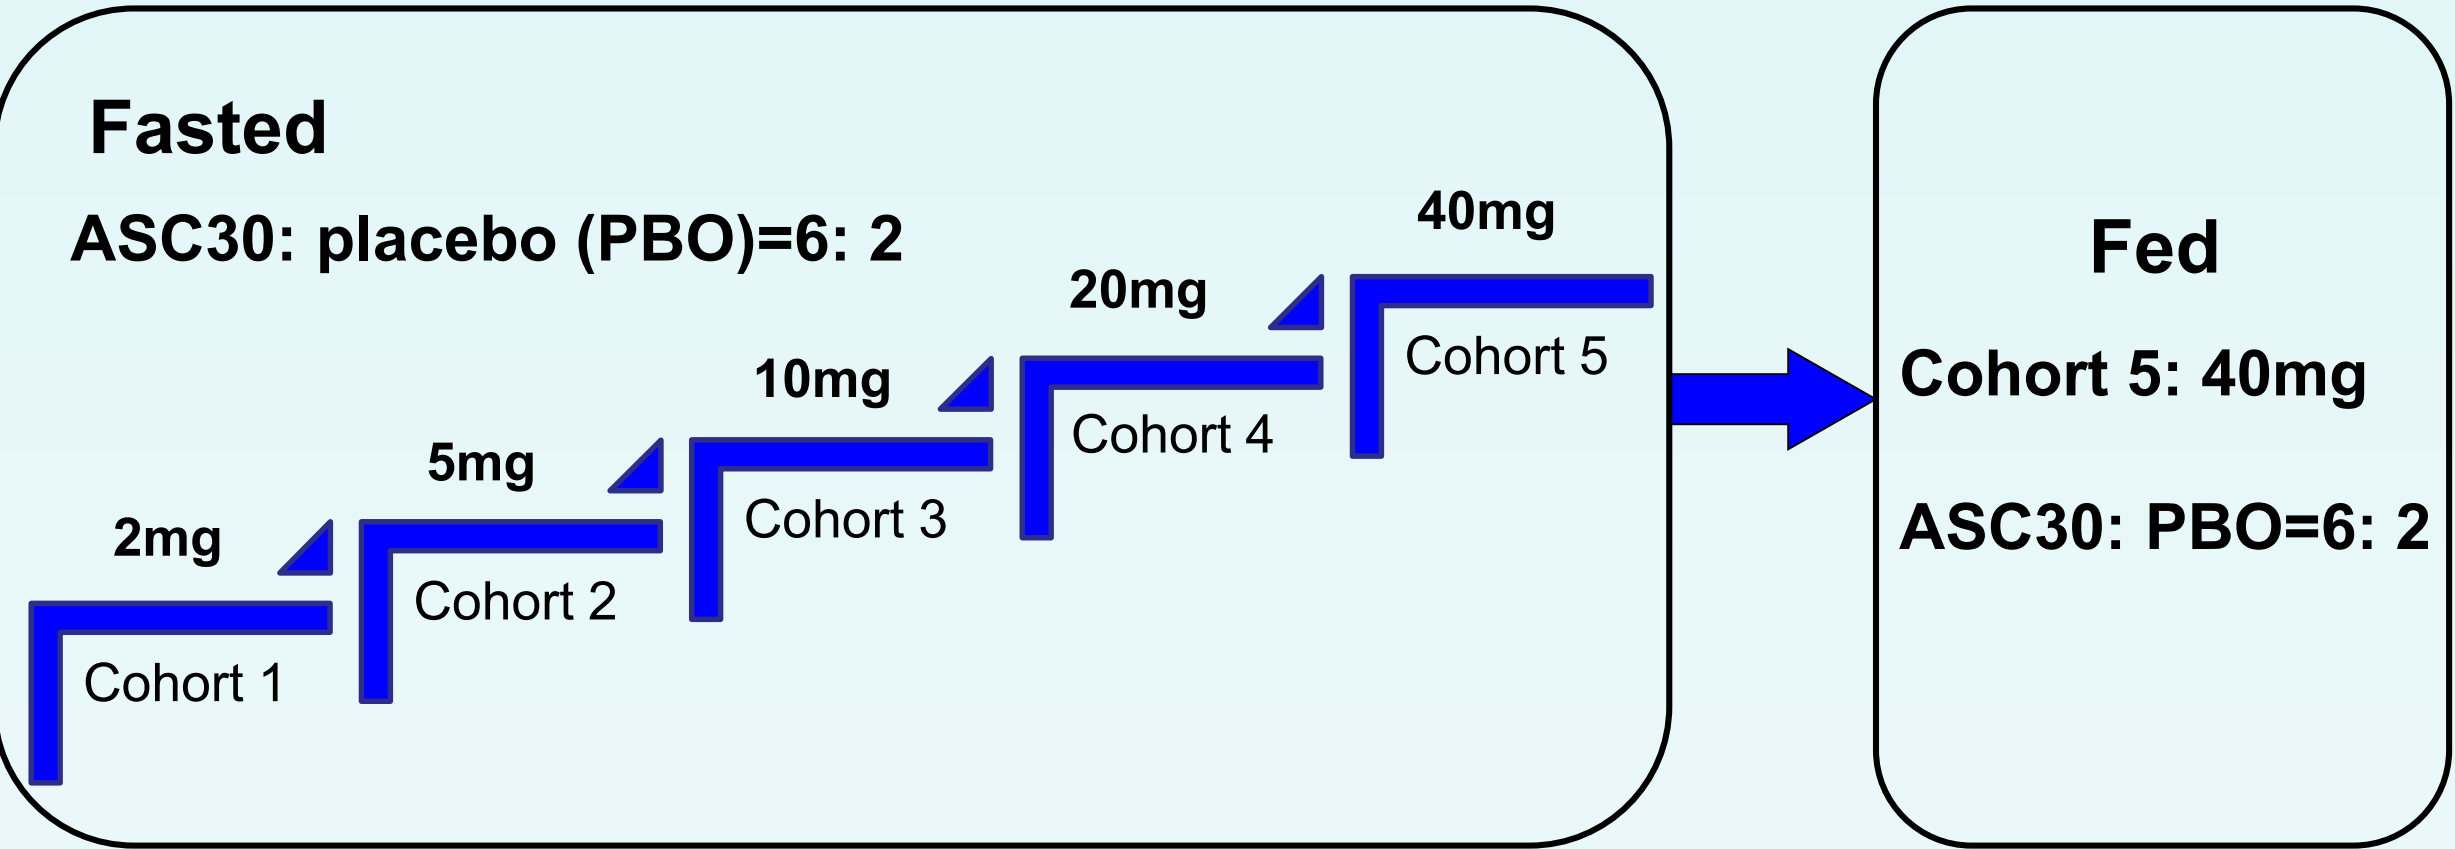 Fasted
ASC30: placebo (PBO)=6: 2
2mg
Cohort 1
5mg
Cohort 2
10mg
Cohort 3
20mg
Cohort 4
40mg
Cohort 5
Fed
Cohort 5: 40mg
ASC30: PBO=6: 2